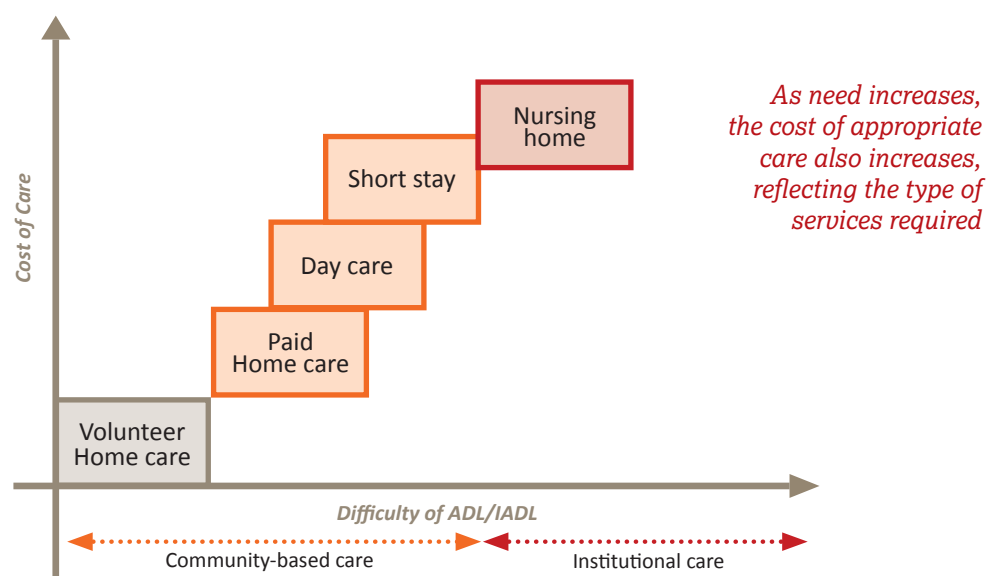 As need increases,
the cost of appropriate
care also increases,
reflecting the type of
services required
Nursing
home
Short stay
Day care
Paid
Home care
Volunteer
Home care
Cost of Care
Difficulty of ADL/IADL
Community-based care
Institutional care